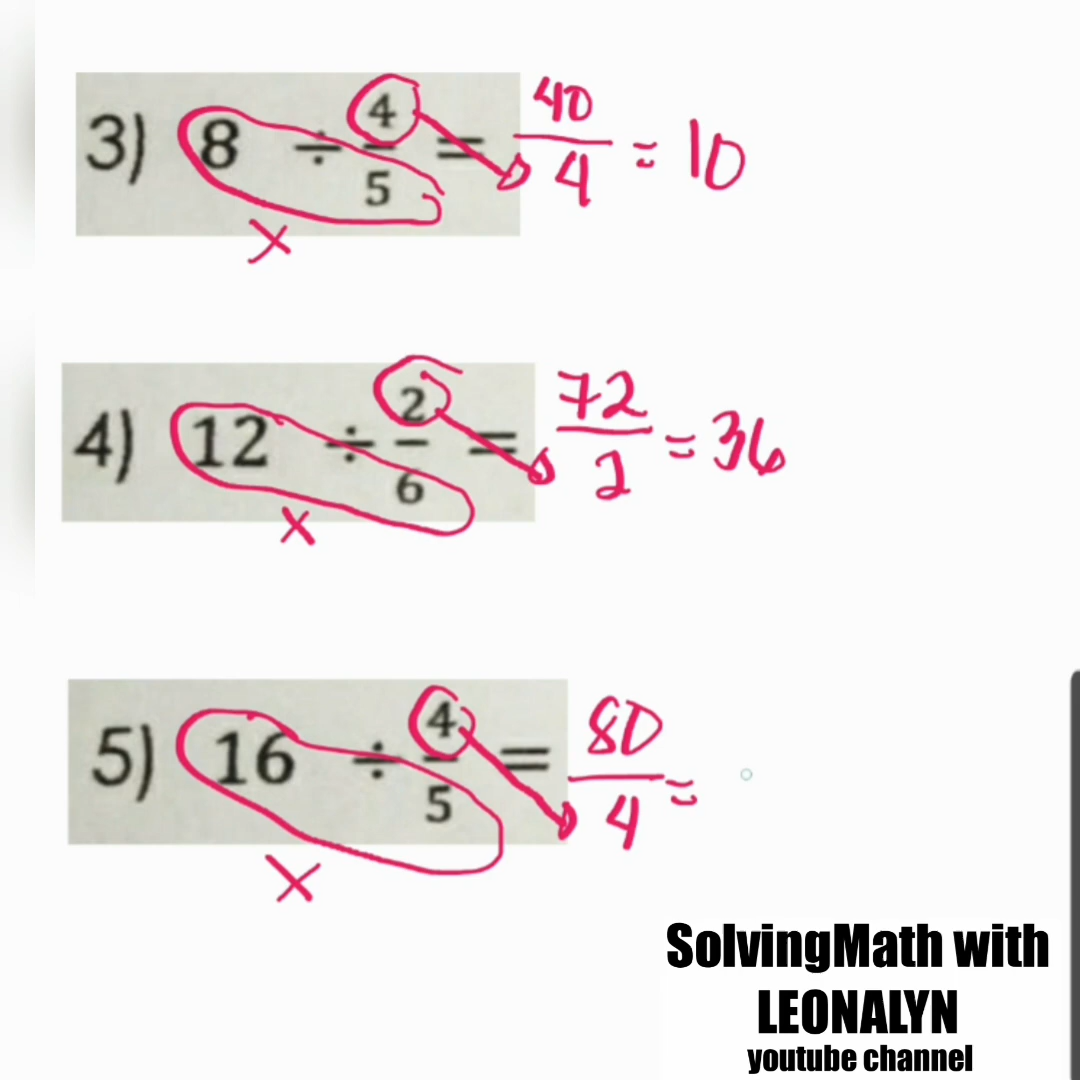 3) 8 ÷ 4/5 = 40/4 = 10
x
4) 12 ÷ 2/6 = 72/2 = 36
x
5) 16 ÷ 4/5 = 80/4 =
x
SolvingMath with
LEONALYN
youtube channel